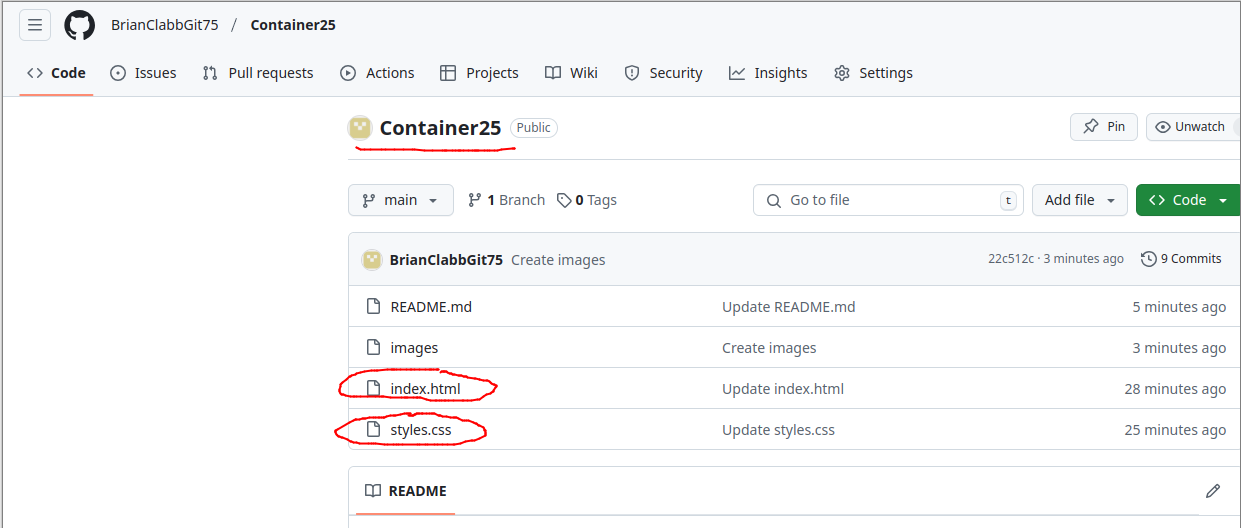 BrianClabbGit75 / Container25
Code Issues Pull requests Actions Projects Wiki Security Insights Settings
Container25 Public Pin Unwatch
main 1 Branch 0 Tags Go to file t Add file Code
BrianClabbGit75 Create images 22c512c · 3 minutes ago 9 Commits
README.md Update README.md 5 minutes ago
images Create images 3 minutes ago
index.html Update index.html 28 minutes ago
styles.css Update styles.css 25 minutes ago
README